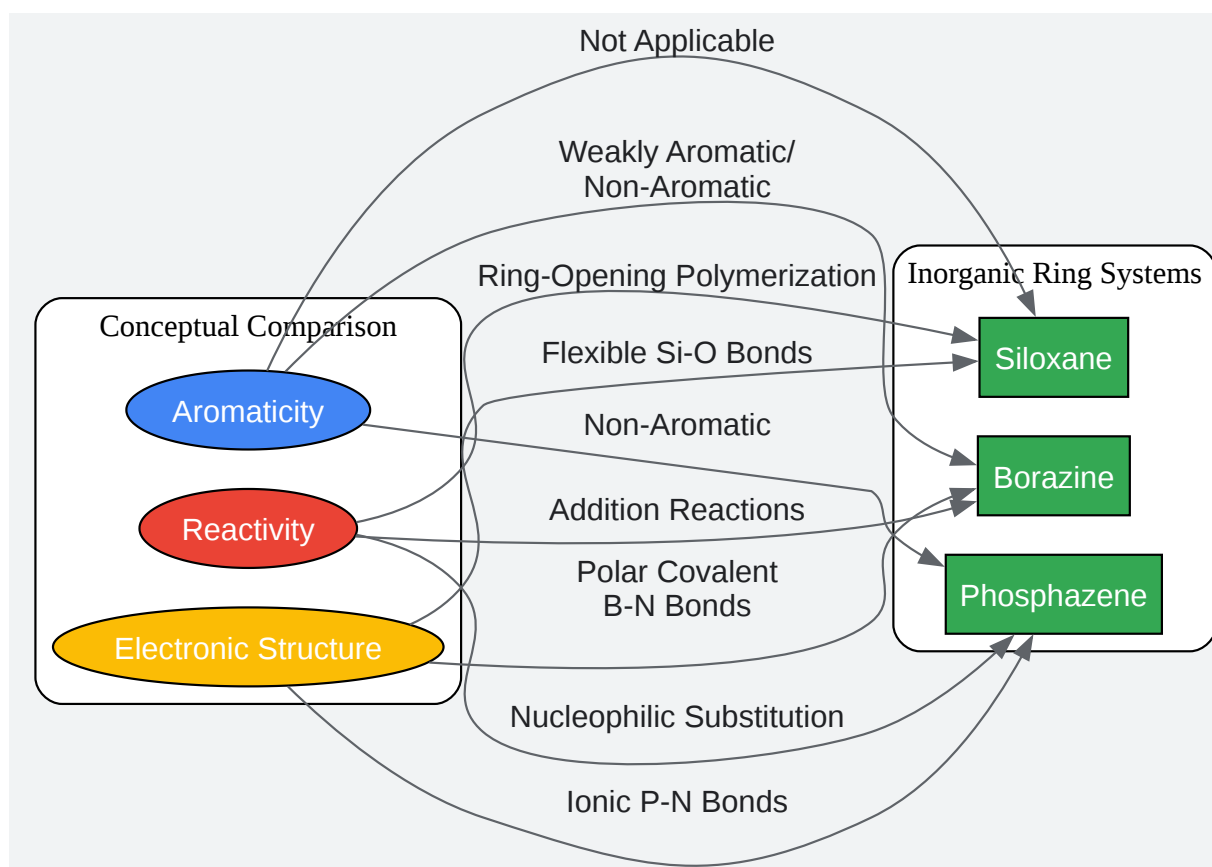 Not Applicable
Weakly Aromatic/
Non-Aromatic
Ring-Opening Polymerization
Inorganic Ring Systems
Conceptual Comparison
Flexible Si-O Bonds
Siloxane
Aromaticity
Non-Aromatic
Borazine
Reactivity
Addition Reactions
Polar Covalent
B-N Bonds
Phosphazene
Electronic Structure
Nucleophilic Substitution
Ionic P-N Bonds